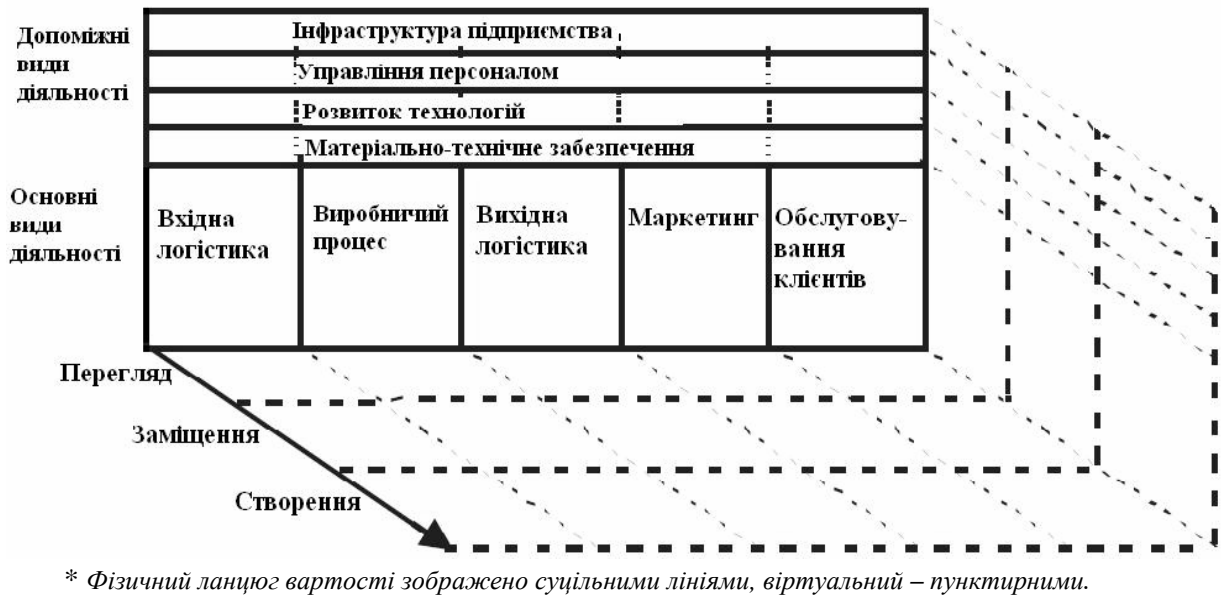 Допоміжні
види
діяльності
Інфраструктура підприємства
Управління персоналом
Розвиток технологій
Матеріально-технічне забезпечення
Основні
види
діяльності
Вхідна
логістика
Виробничий
процес
Вихідна
логістика
Маркетинг
Обслугову-
вання
клієнтів
Перегляд
Заміщення
Створення
* Фізичний ланцюг вартості зображено суцільними лініями, віртуальний – пунктирними.